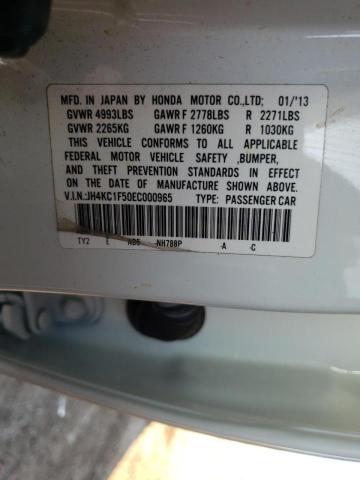 MFD. IN JAPAN BY HONDA MOTOR CO.,LTD; 01/'13
GVWR 4993LBS GAWR F 2778LBS R 2271LBS
GVWR 2265KG GAWR F 1260KG R 1030KG
THIS VEHICLE CONFORMS TO ALL APPLICABLE
FEDERAL MOTOR VEHICLE SAFETY ,BUMPER,
AND THEFT PREVENTION STANDARDS IN EFFECT
ON THE DATE OF MANUFACTURE SHOWN ABOVE.
V.I.N.:JH4KC1F50EC000965 TYPE: PASSENGER CAR
TY2 E AB5 -NH788P -A -C